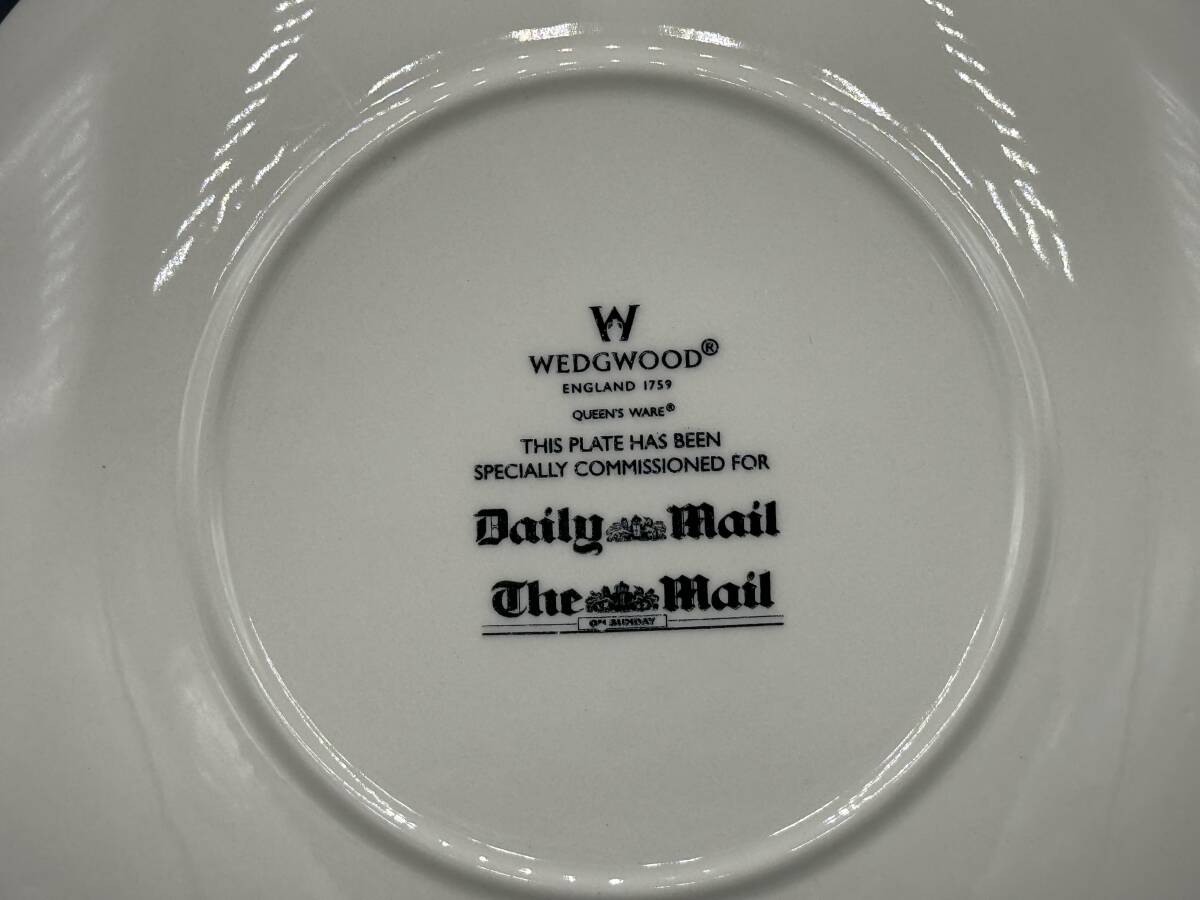 W
WEDGWOOD®
ENGLAND 1759
QUEEN'S WARE®
THIS PLATE HAS BEEN
SPECIALLY COMMISSIONED FOR
Daily Mail
The Mail
ON SUNDAY